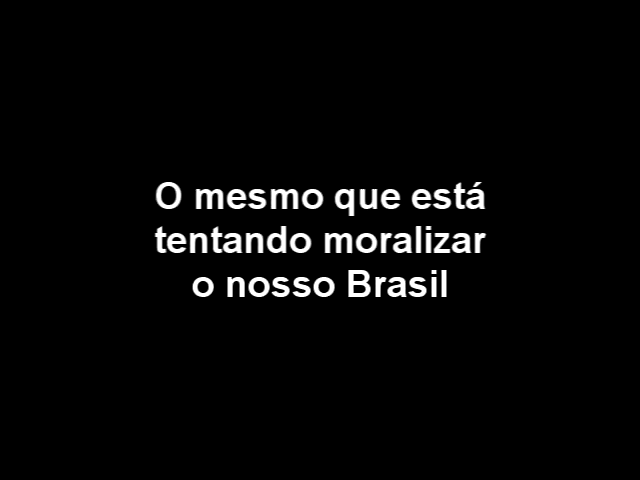 O mesmo que está
tentando moralizar
o nosso Brasil